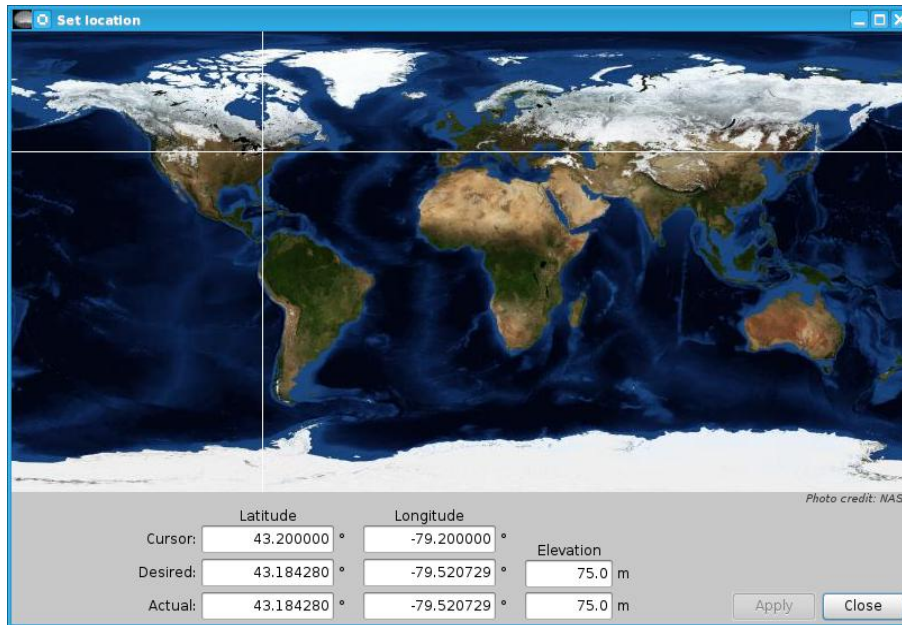 Set location
Photo credit: NAS
Latitude Longitude
Cursor: 43.200000 ° -79.200000 °
Elevation
Desired: 43.184280 ° -79.520729 ° 75.0 m
Actual: 43.184280 ° -79.520729 ° 75.0 m
Apply Close